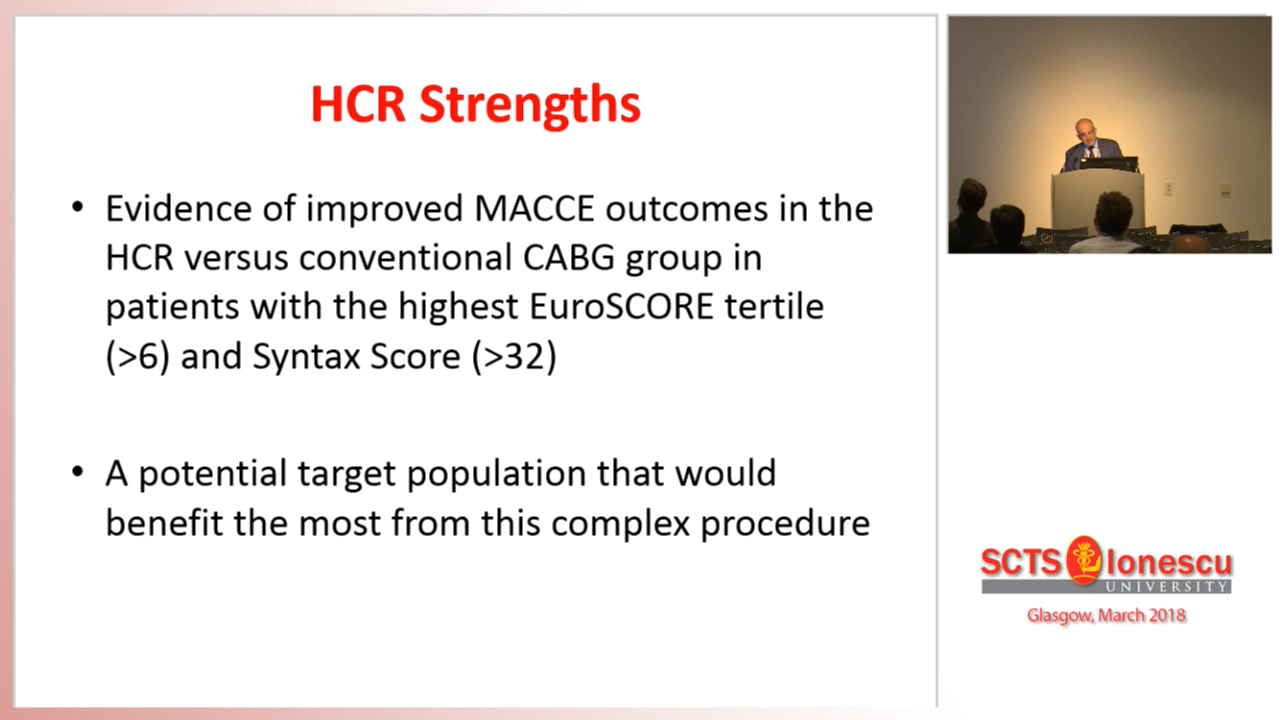 HCR Strengths
• Evidence of improved MACCE outcomes in the
HCR versus conventional CABG group in
patients with the highest EuroSCORE tertile
(>6) and Syntax Score (>32)
• A potential target population that would
benefit the most from this complex procedure
SCTS Ionescu
UNIVERSITY
Glasgow, March 2018